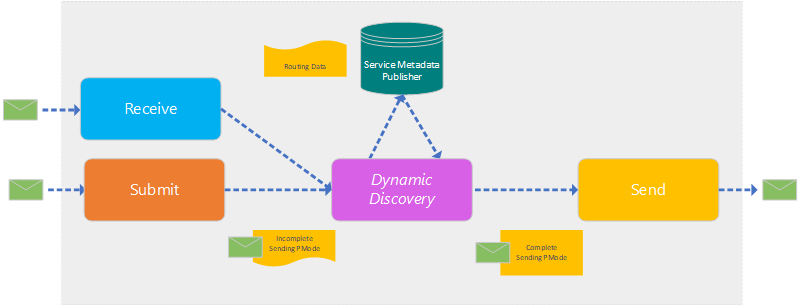 Routing Data
Service Metadata
Publisher
Receive
Submit
Dynamic
Discovery
Send
Incomplete
Sending PMode
Complete
Sending PMode